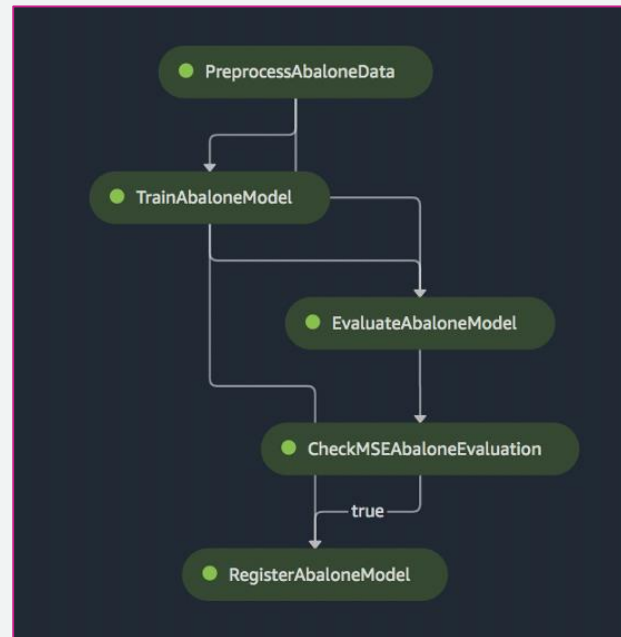 PreprocessAbaloneData
TrainAbaloneModel
EvaluateAbaloneModel
CheckMSEAbaloneEvaluation
true
RegisterAbaloneModel